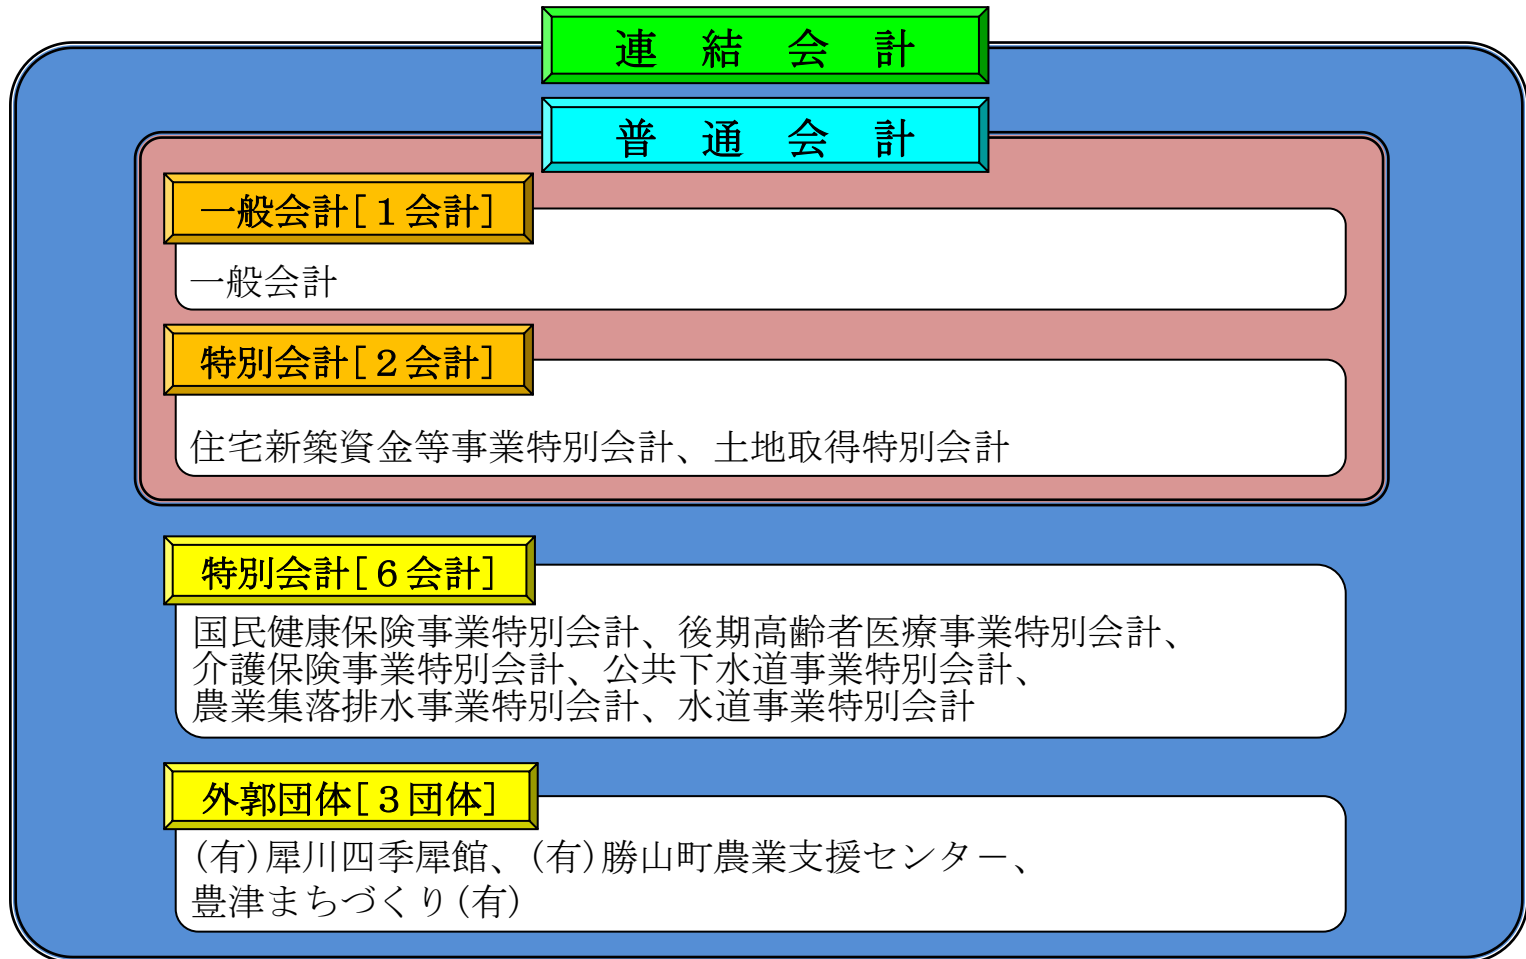 連結会計
普通会計
一般会計[1会計]
一般会計
特別会計[2会計]
住宅新築資金等事業特別会計、土地取得特別会計
特別会計[6会計]
国民健康保険事業特別会計、後期高齢者医療事業特別会計、
介護保険事業特別会計、公共下水道事業特別会計、
農業集落排水事業特別会計、水道事業特別会計
外郭団体[3団体]
(有)犀川四季犀館、(有)勝山町農業支援センター、
豊津まちづくり(有)